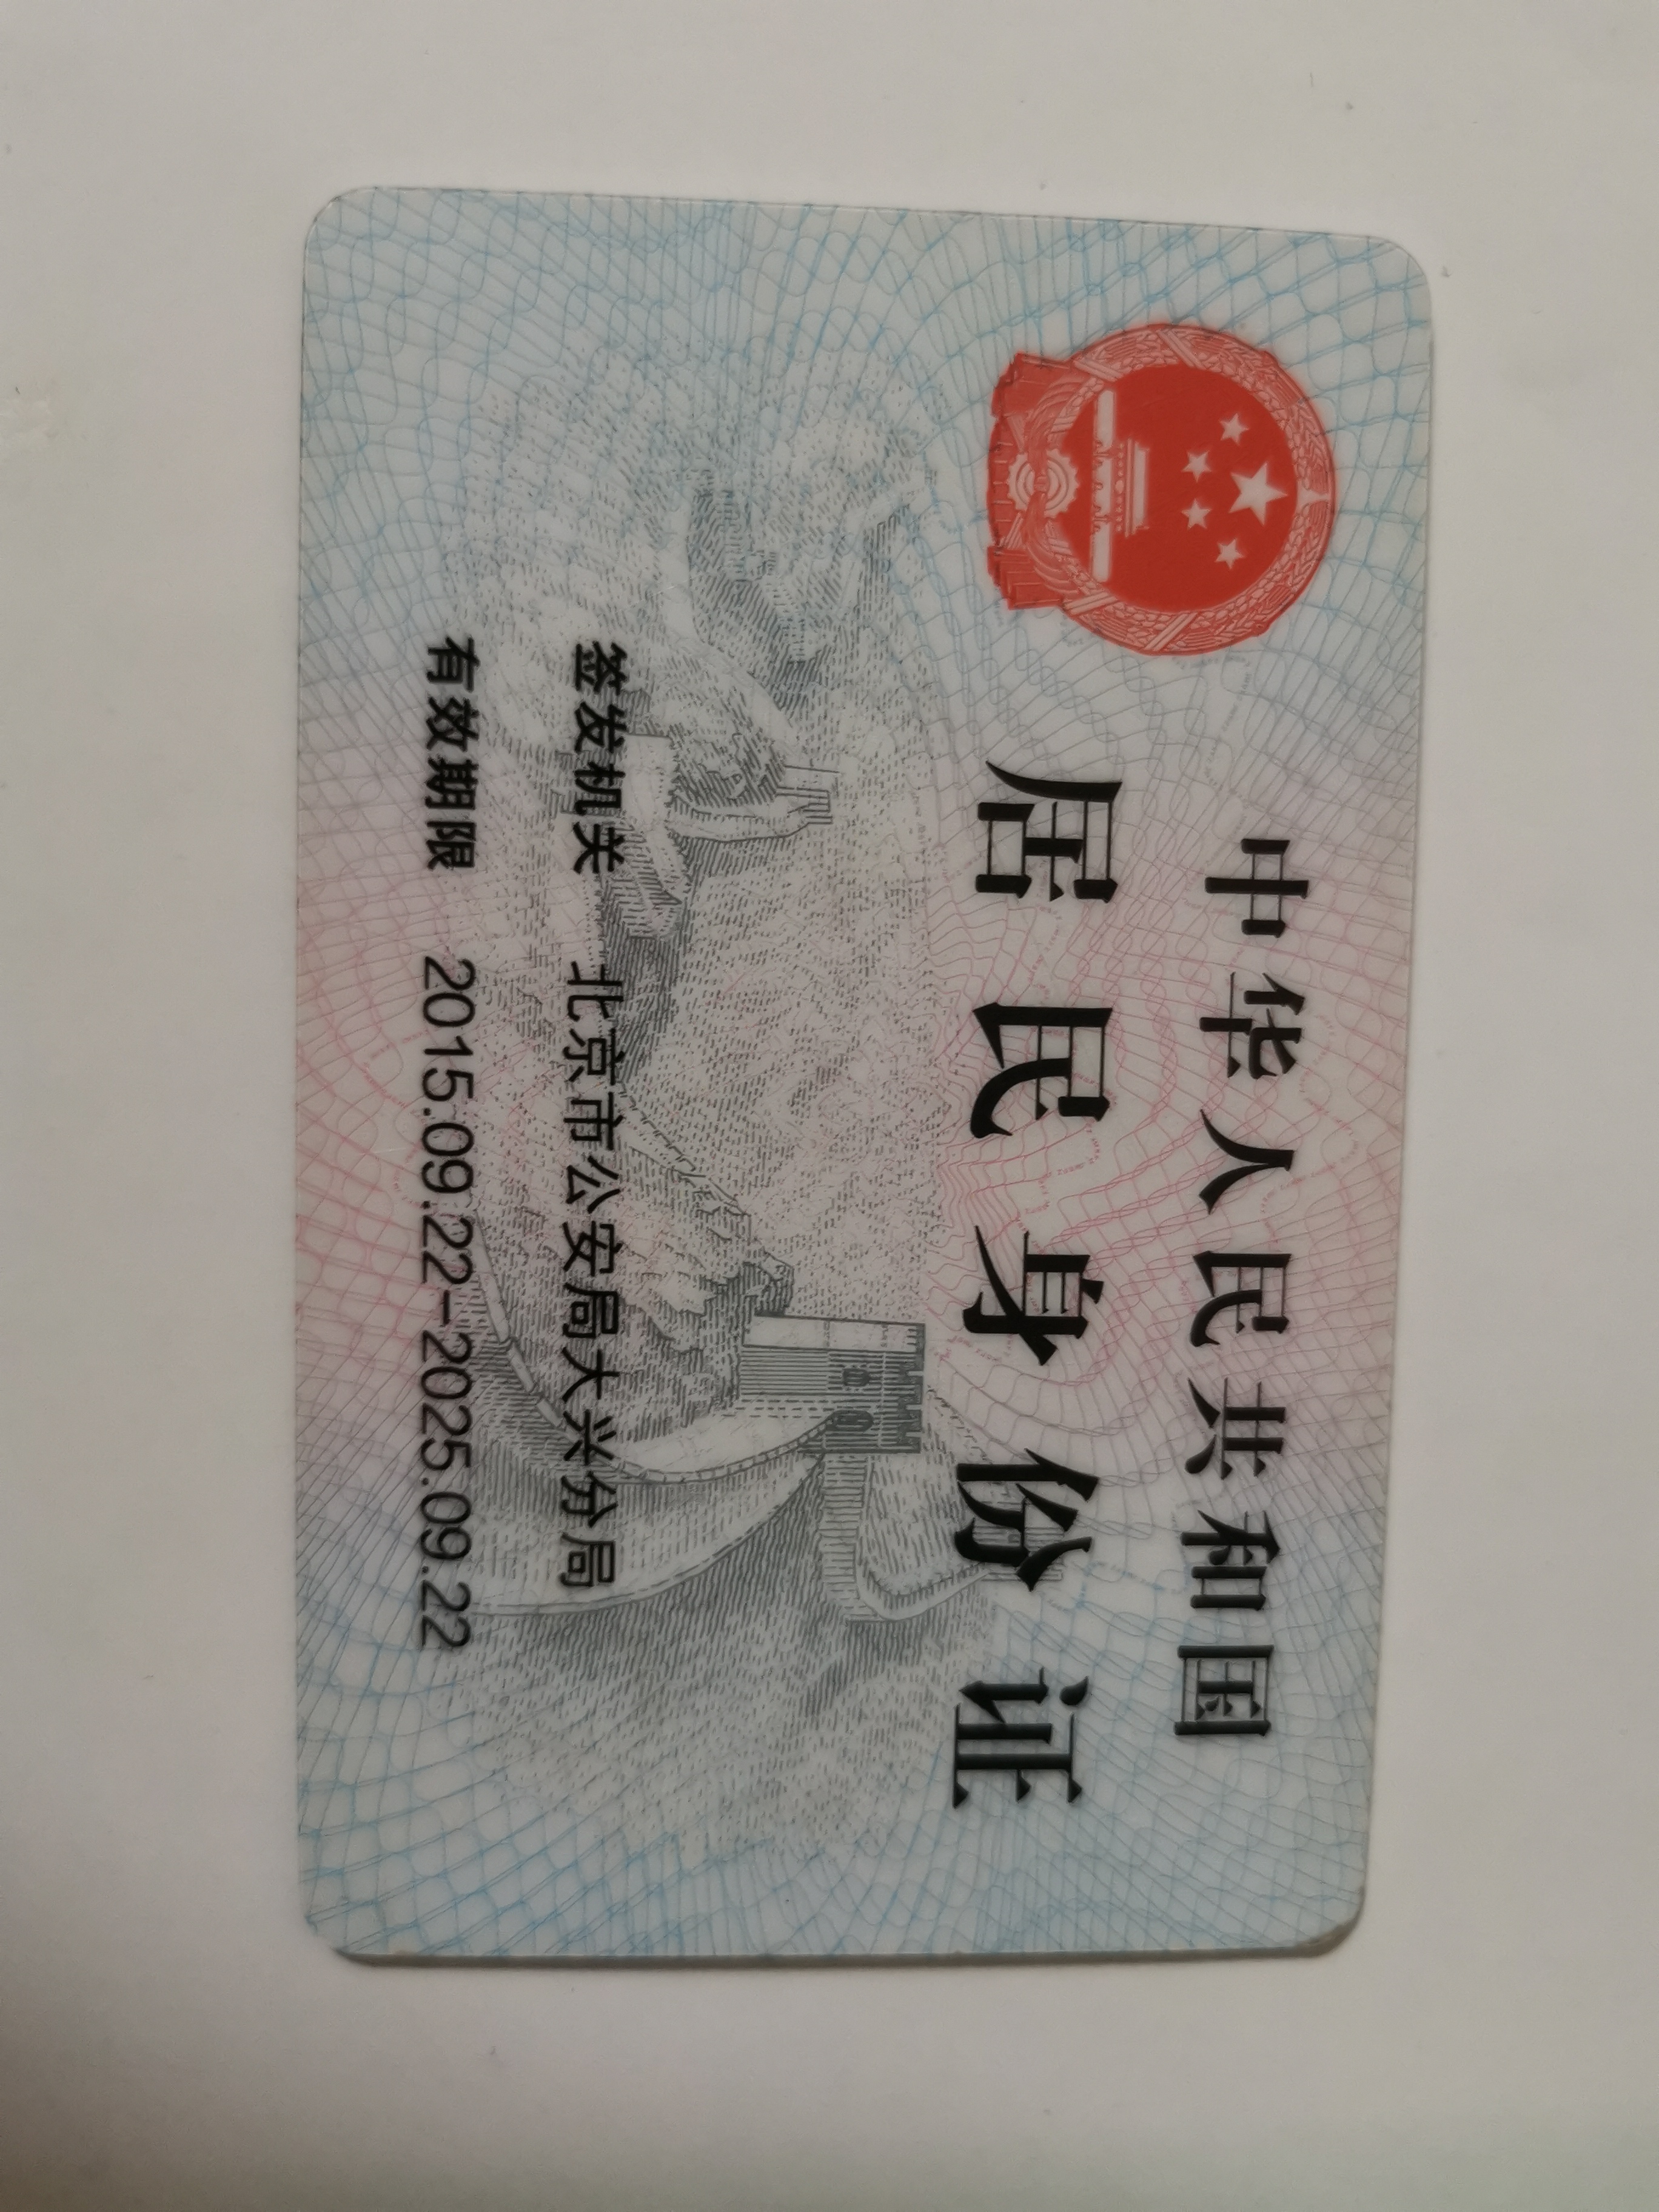 中华人民共和国
居民身份证
签发机关 北京市公安局大兴分局
有效期限 2015.09.22-2025.09.22